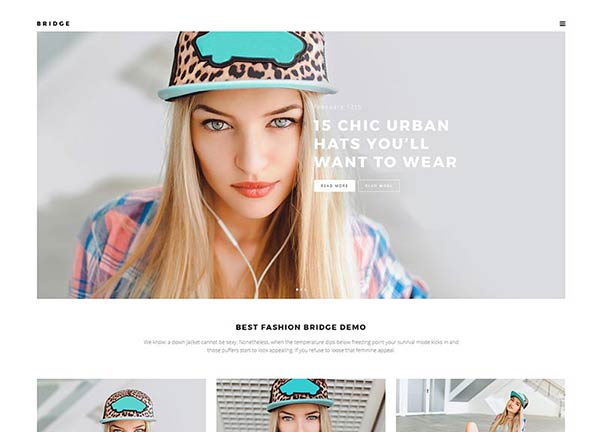 BRIDGE
February 17th
15 CHIC URBAN
HATS YOU'LL
WANT TO WEAR
READ MORE
READ MORE
BEST FASHION BRIDGE DEMO
We know a down jacket cannot be sexy. Nonetheless, when the temperature dips below freezing point your survival mode kicks in and
those puffers start to look appealing. If you refuse to loose that feminine appeal.